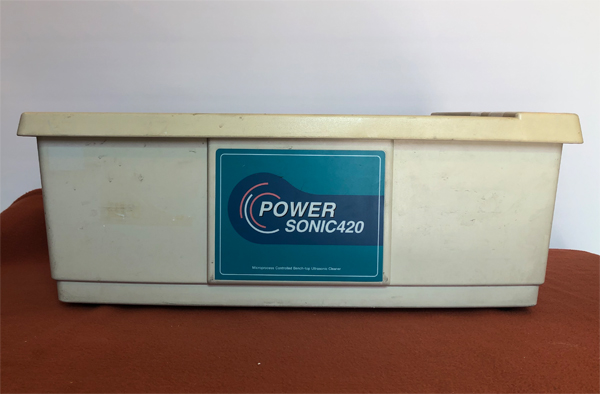 POWER
SONIC420
Microprocessor Controlled Bench-top Ultrasonic Cleaner